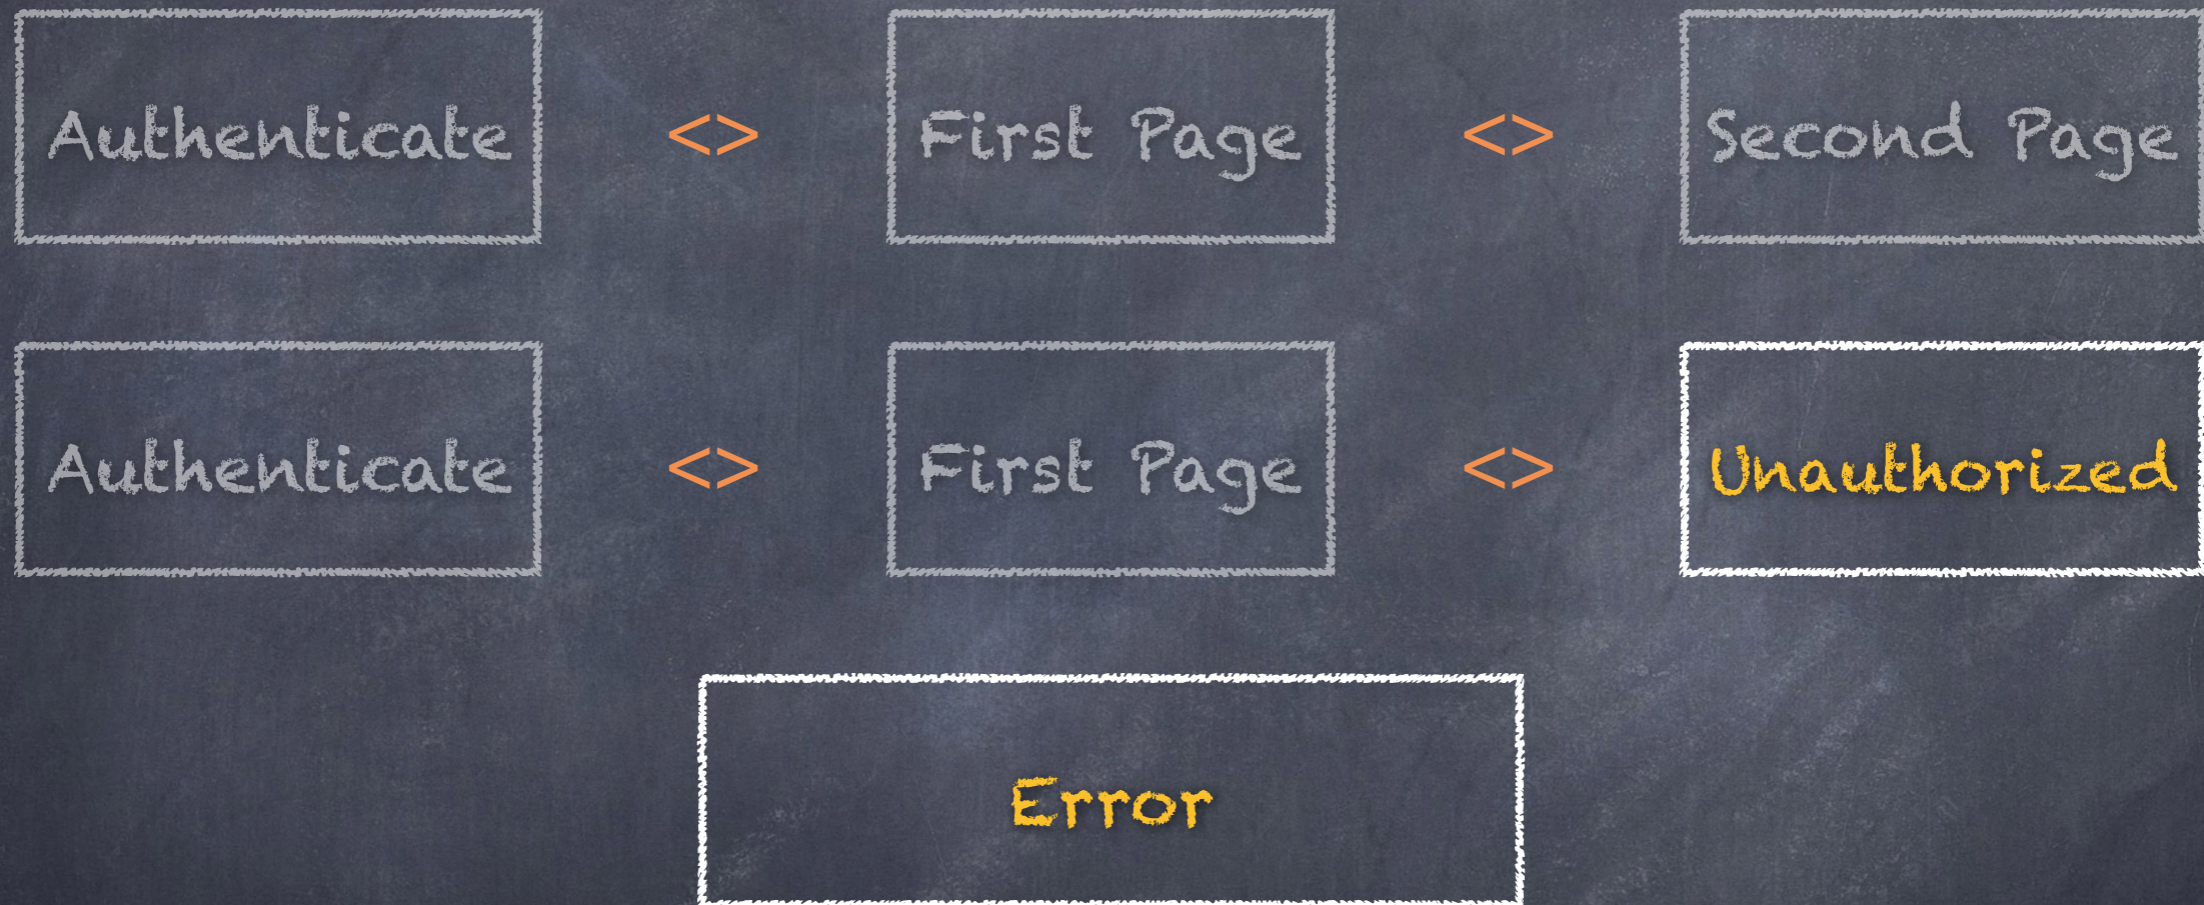 Authenticate <> First Page <> Second Page
Authenticate <> First Page <> Unauthorized
Error